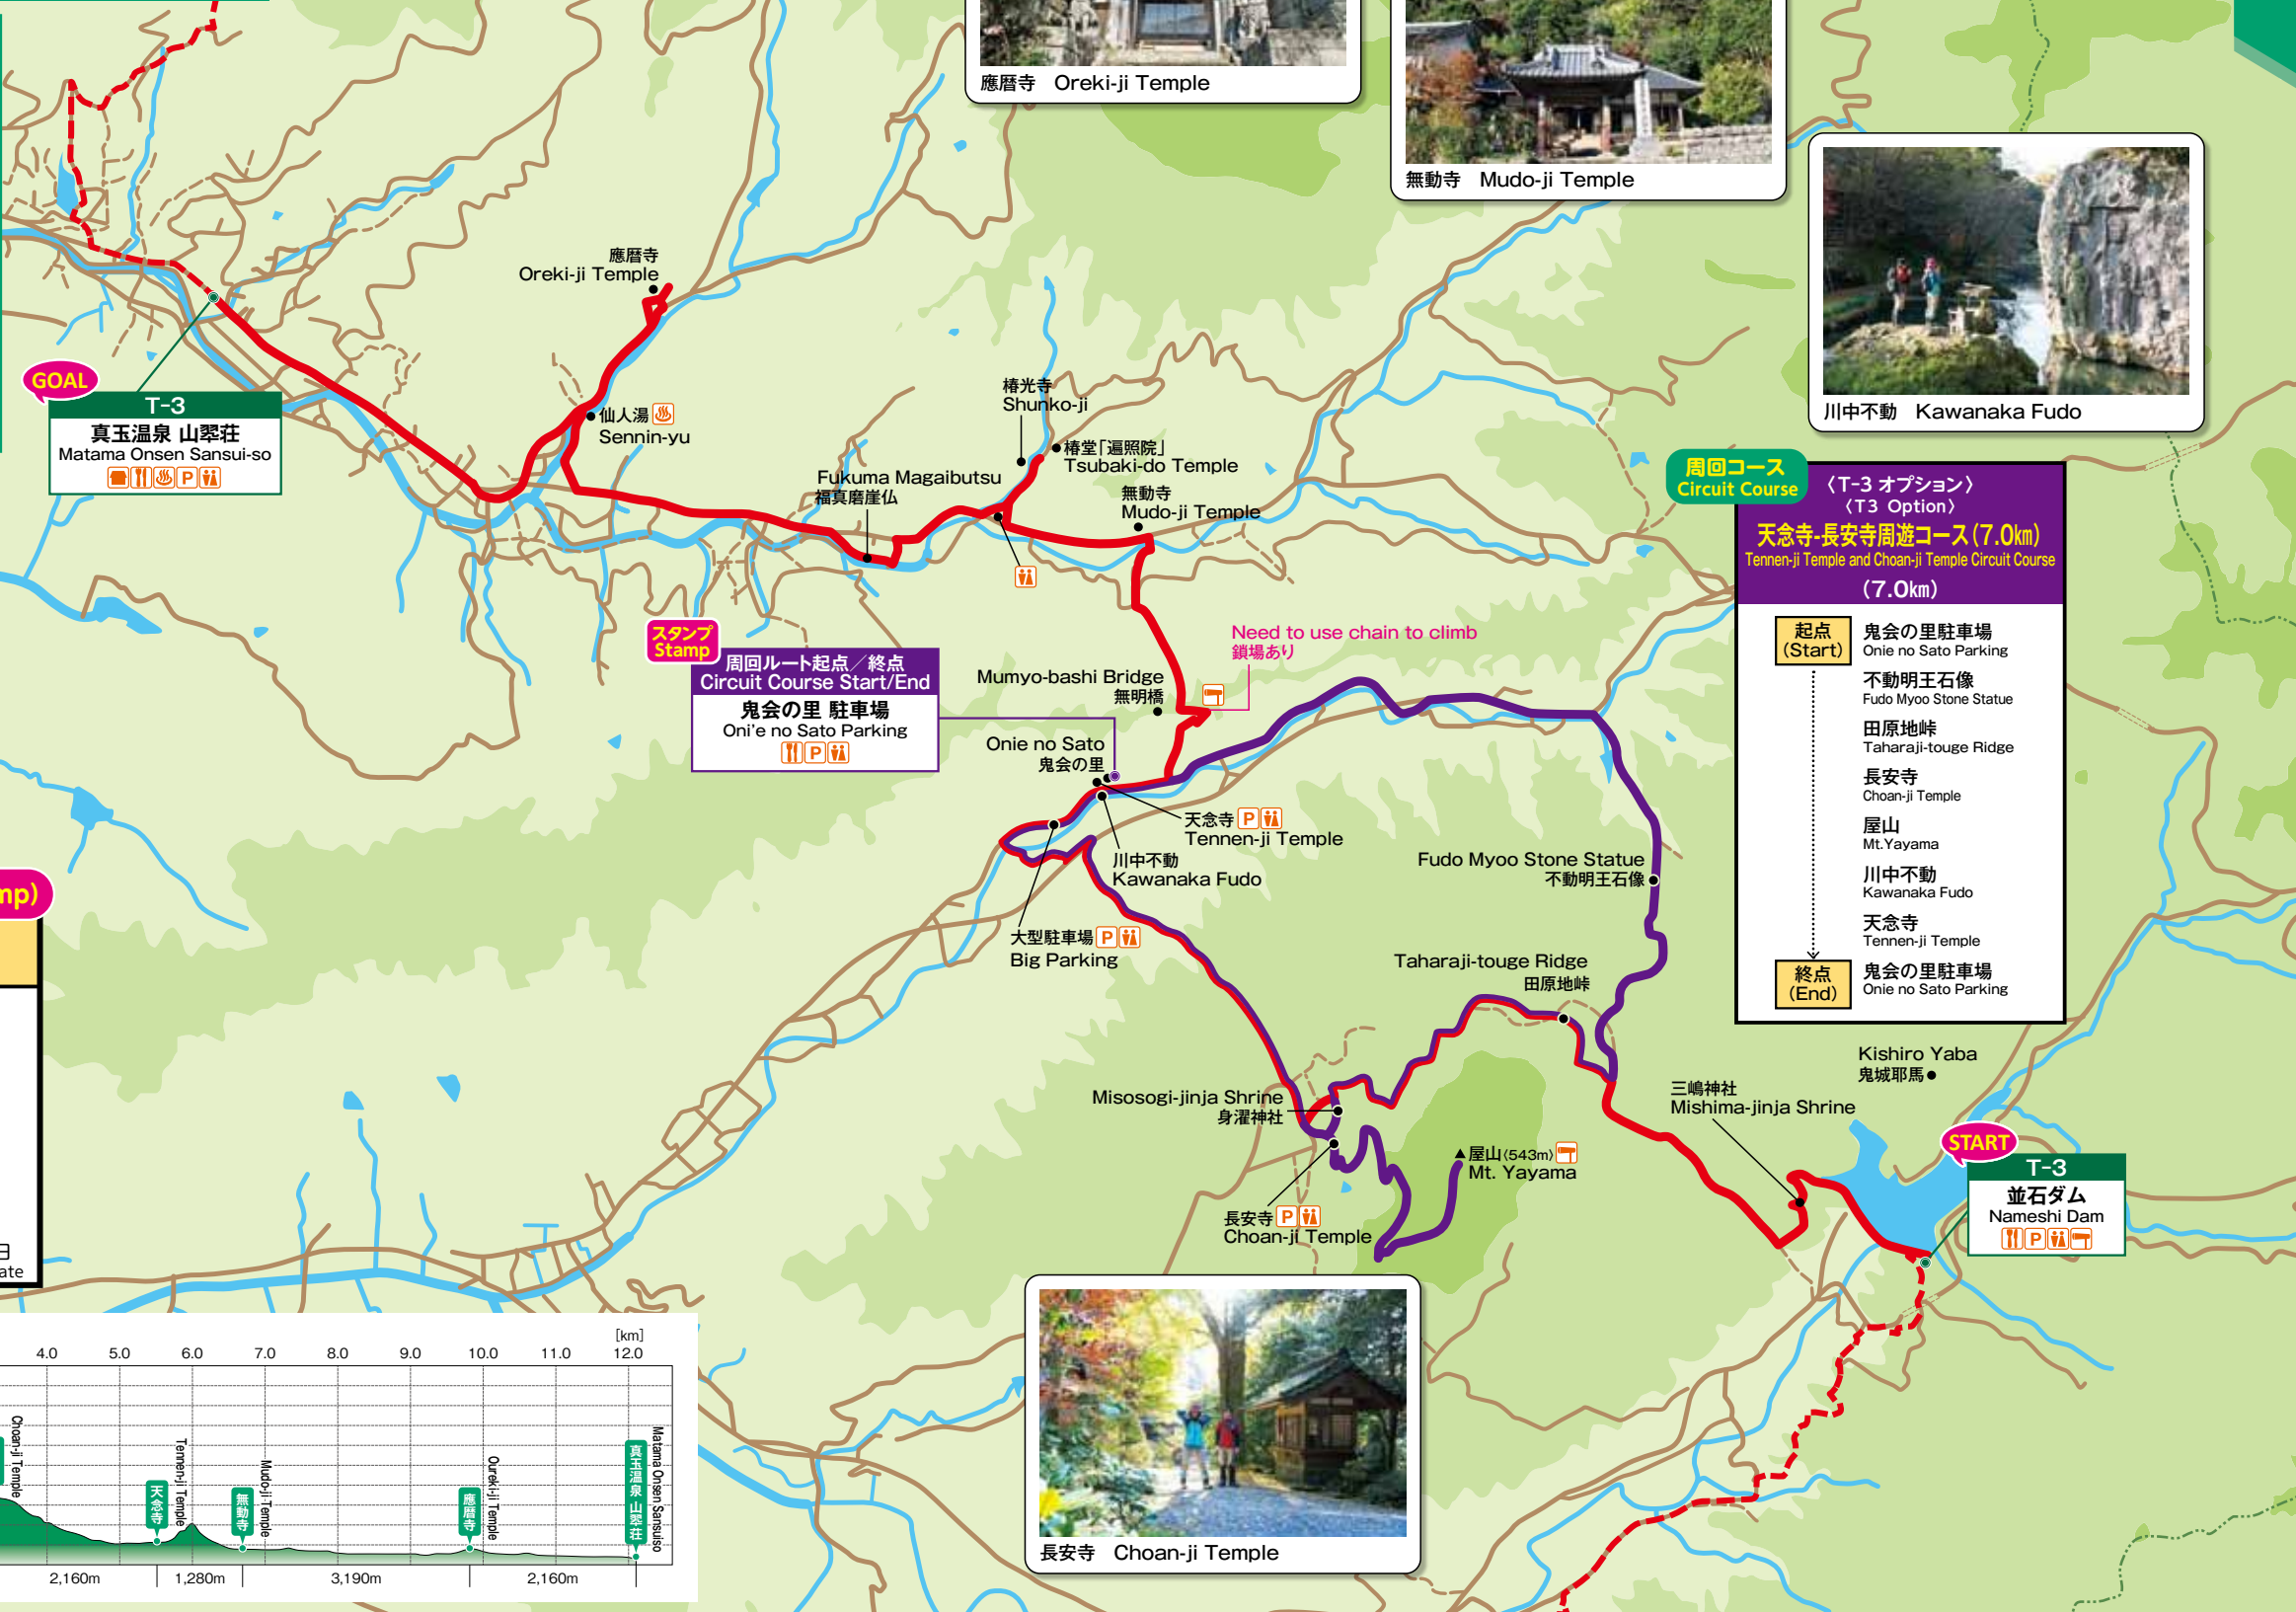 應暦寺 Oreki-ji Temple
無動寺 Mudo-ji Temple
川中不動 Kawanaka Fudo
應暦寺
Oreki-ji Temple
GOAL
T-3
真玉温泉 山翠荘
Matama Onsen Sansui-so
P
仙人湯
Sennin-yu
椿光寺
Shunko-ji
椿堂「遍照院」
Tsubaki-do Temple
Fukuma Magaibutsu
福真磨崖仏
無動寺
Mudo-ji Temple
周回コース
Circuit Course
〈T-3 オプション〉
〈T3 Option〉
天念寺-長安寺周遊コース(7.0km)
Tennen-ji Temple and Choan-ji Temple Circuit Course
(7.0km)
起点
(Start)
鬼会の里駐車場
Onie no Sato Parking
不動明王石像
Fudo Myoo Stone Statue
田原地峠
Taharaji-touge Ridge
長安寺
Choan-ji Temple
屋山
Mt.Yayama
川中不動
Kawanaka Fudo
天念寺
Tennen-ji Temple
終点
(End)
鬼会の里駐車場
Onie no Sato Parking
スタンプ
Stamp
周回ルート起点／終点
Circuit Course Start/End
鬼会の里 駐車場
Oni'e no Sato Parking
P
Need to use chain to climb
鎖場あり
Mumyo-bashi Bridge
無明橋
Onie no Sato
鬼会の里
天念寺 P
Tennen-ji Temple
川中不動
Kawanaka Fudo
大型駐車場 P
Big Parking
Fudo Myoo Stone Statue
不動明王石像
Taharaji-touge Ridge
田原地峠
Misosogi-jinja Shrine
身濯神社
屋山(543m)
Mt. Yayama
長安寺 P
Choan-ji Temple
Kishiro Yaba
鬼城耶馬
三嶋神社
Mishima-jinja Shrine
START
T-3
並石ダム
Nameshi Dam
P
mp)
日
ate
長安寺 Choan-ji Temple
[km]
4.0 5.0 6.0 7.0 8.0 9.0 10.0 11.0 12.0
Choan-ji Temple
天念寺
Tennen-ji Temple
無動寺
Mudo-ji Temple
應暦寺
Oureki-ji Temple
真玉温泉 山翠荘
Matama Onsen Sansuiso
2,160m 1,280m 3,190m 2,160m